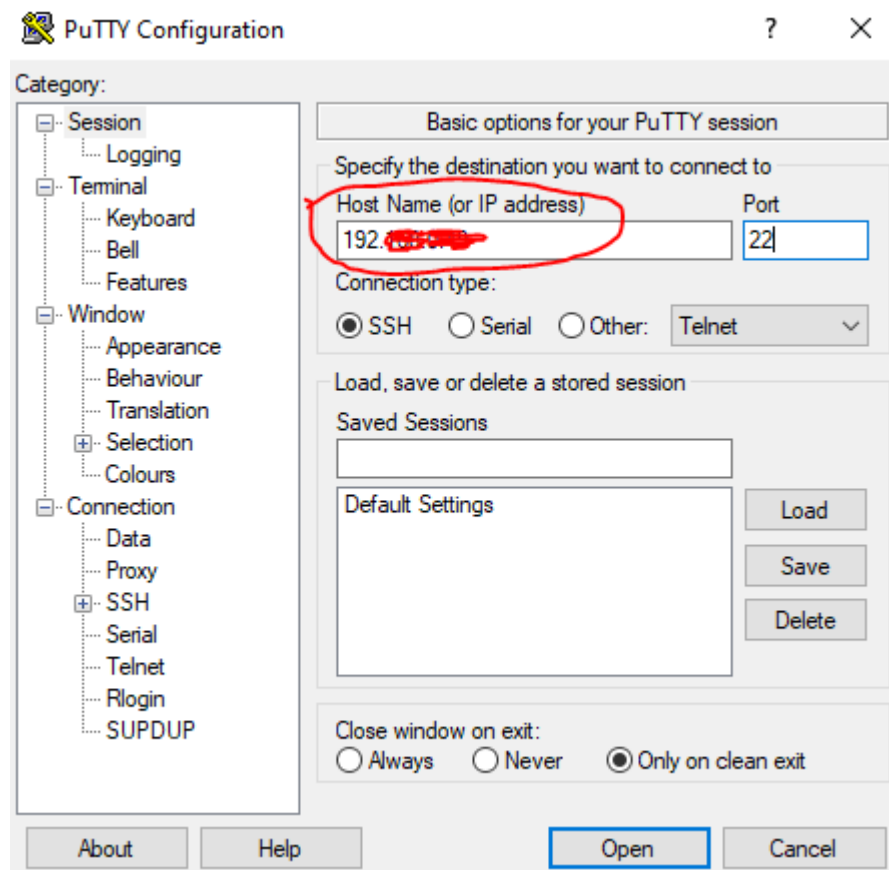 PuTTY Configuration
?
Category:
Session
Logging
Terminal
Keyboard
Bell
Features
Window
Appearance
Behaviour
Translation
Selection
Colours
Connection
Data
Proxy
SSH
Serial
Telnet
Rlogin
SUPDUP
Basic options for your PuTTY session
Specify the destination you want to connect to
Host Name (or IP address) Port
192. 22
Connection type:
SSH Serial Other: Telnet
Load, save or delete a stored session
Saved Sessions
Default Settings
Load
Save
Delete
Close window on exit:
Always Never Only on clean exit
About Help Open Cancel